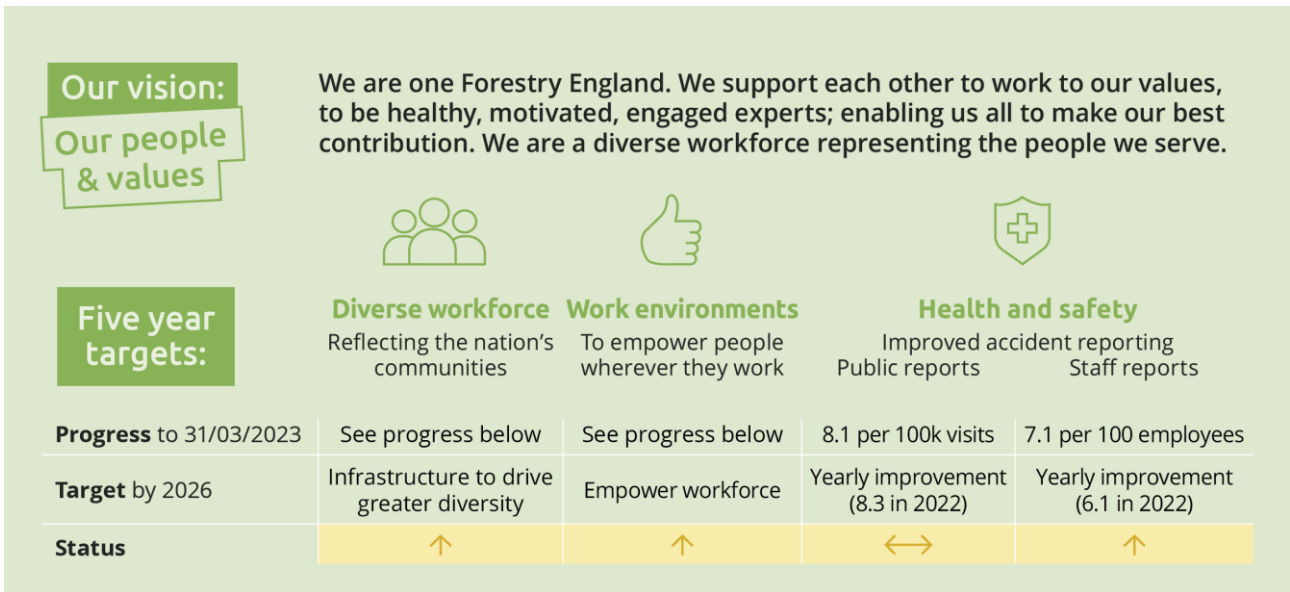 Our vision:
Our people
& values
We are one Forestry England. We support each other to work to our values,
to be healthy, motivated, engaged experts; enabling us all to make our best
contribution. We are a diverse workforce representing the people we serve.
Five year
targets:
Diverse workforce
Reflecting the nation's
communities
Work environments
To empower people
wherever they work
Health and safety
Improved accident reporting
Public reports Staff reports
Progress to 31/03/2023 See progress below See progress below 8.1 per 100k visits 7.1 per 100 employees
Target by 2026 Infrastructure to drive greater diversity Empower workforce Yearly improvement (8.3 in 2022) Yearly improvement (6.1 in 2022)
Status ↑ ↑ ↔ ↑